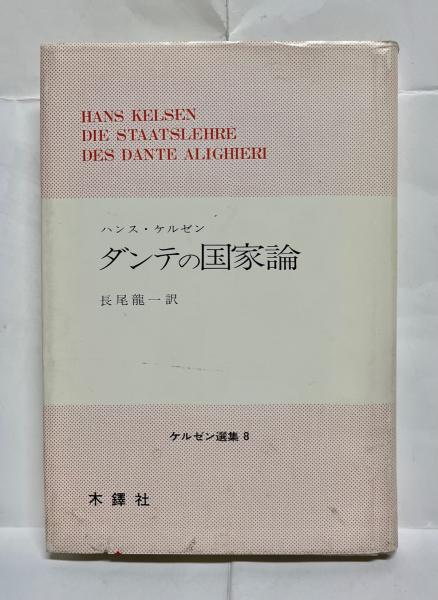 HANS KELSEN
DIE STAATSLEHRE
DES DANTE ALIGHIERI
ハンス・ケルゼン
ダンテの国家論
長尾龍一訳
ケルゼン選集 8
木鐸社